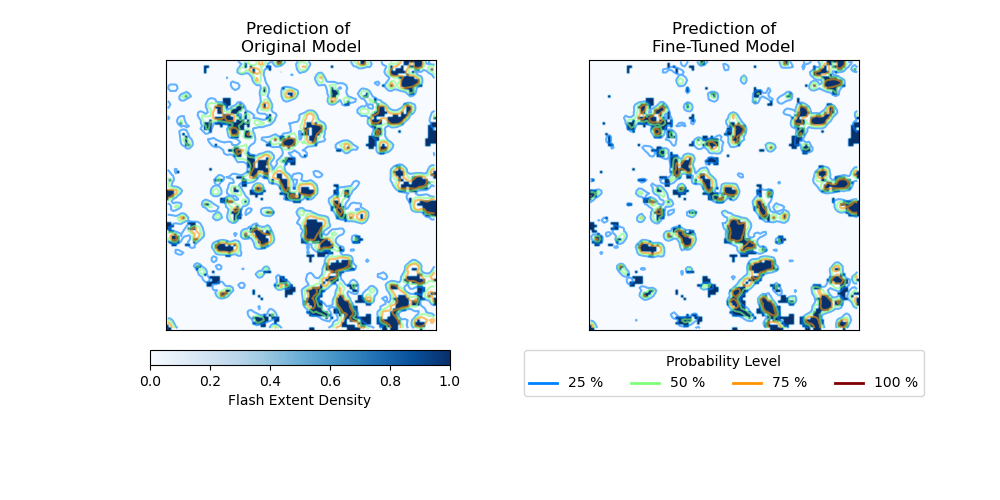 Prediction of
Original Model
Prediction of
Fine-Tuned Model
0.0 0.2 0.4 0.6 0.8 1.0
Flash Extent Density
Probability Level
25 % 50 % 75 % 100 %